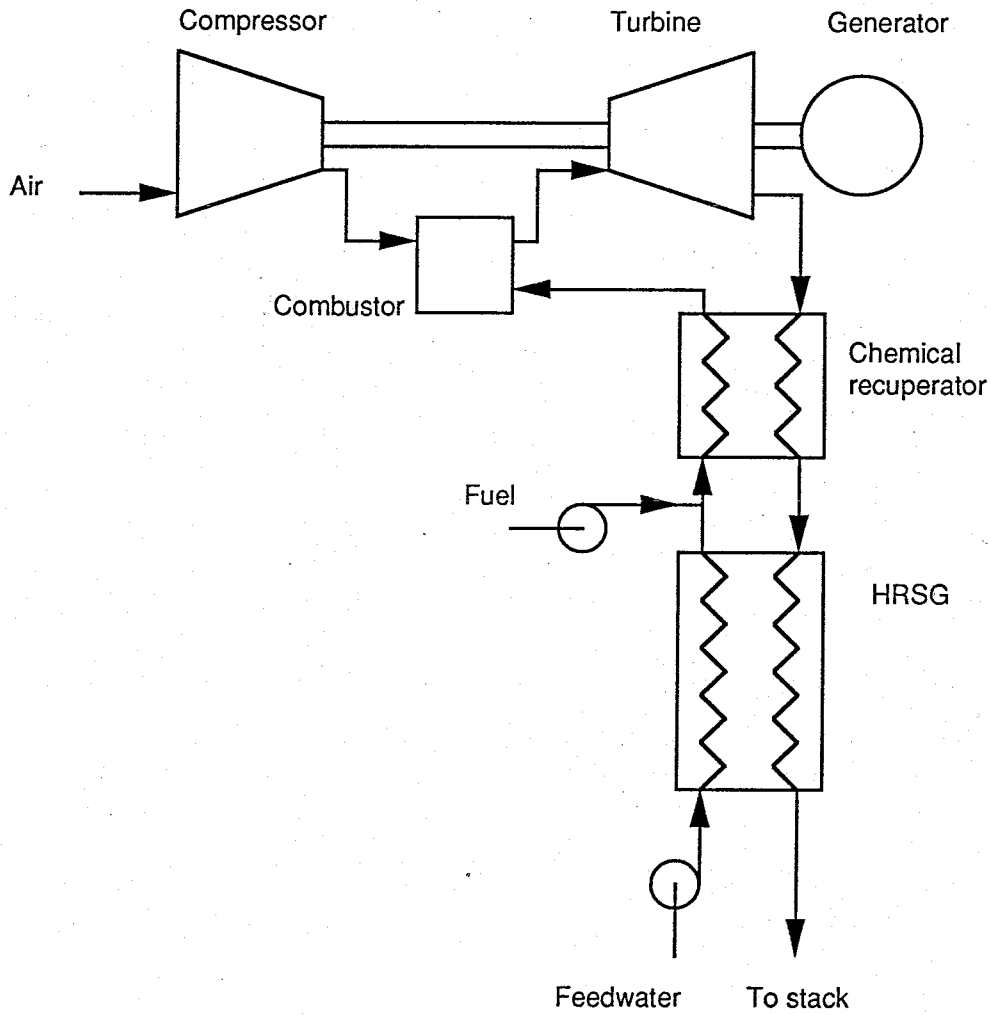 Compressor
Turbine
Generator
Air
Combustor
Chemical
recuperator
Fuel
HRSG
Feedwater
To stack